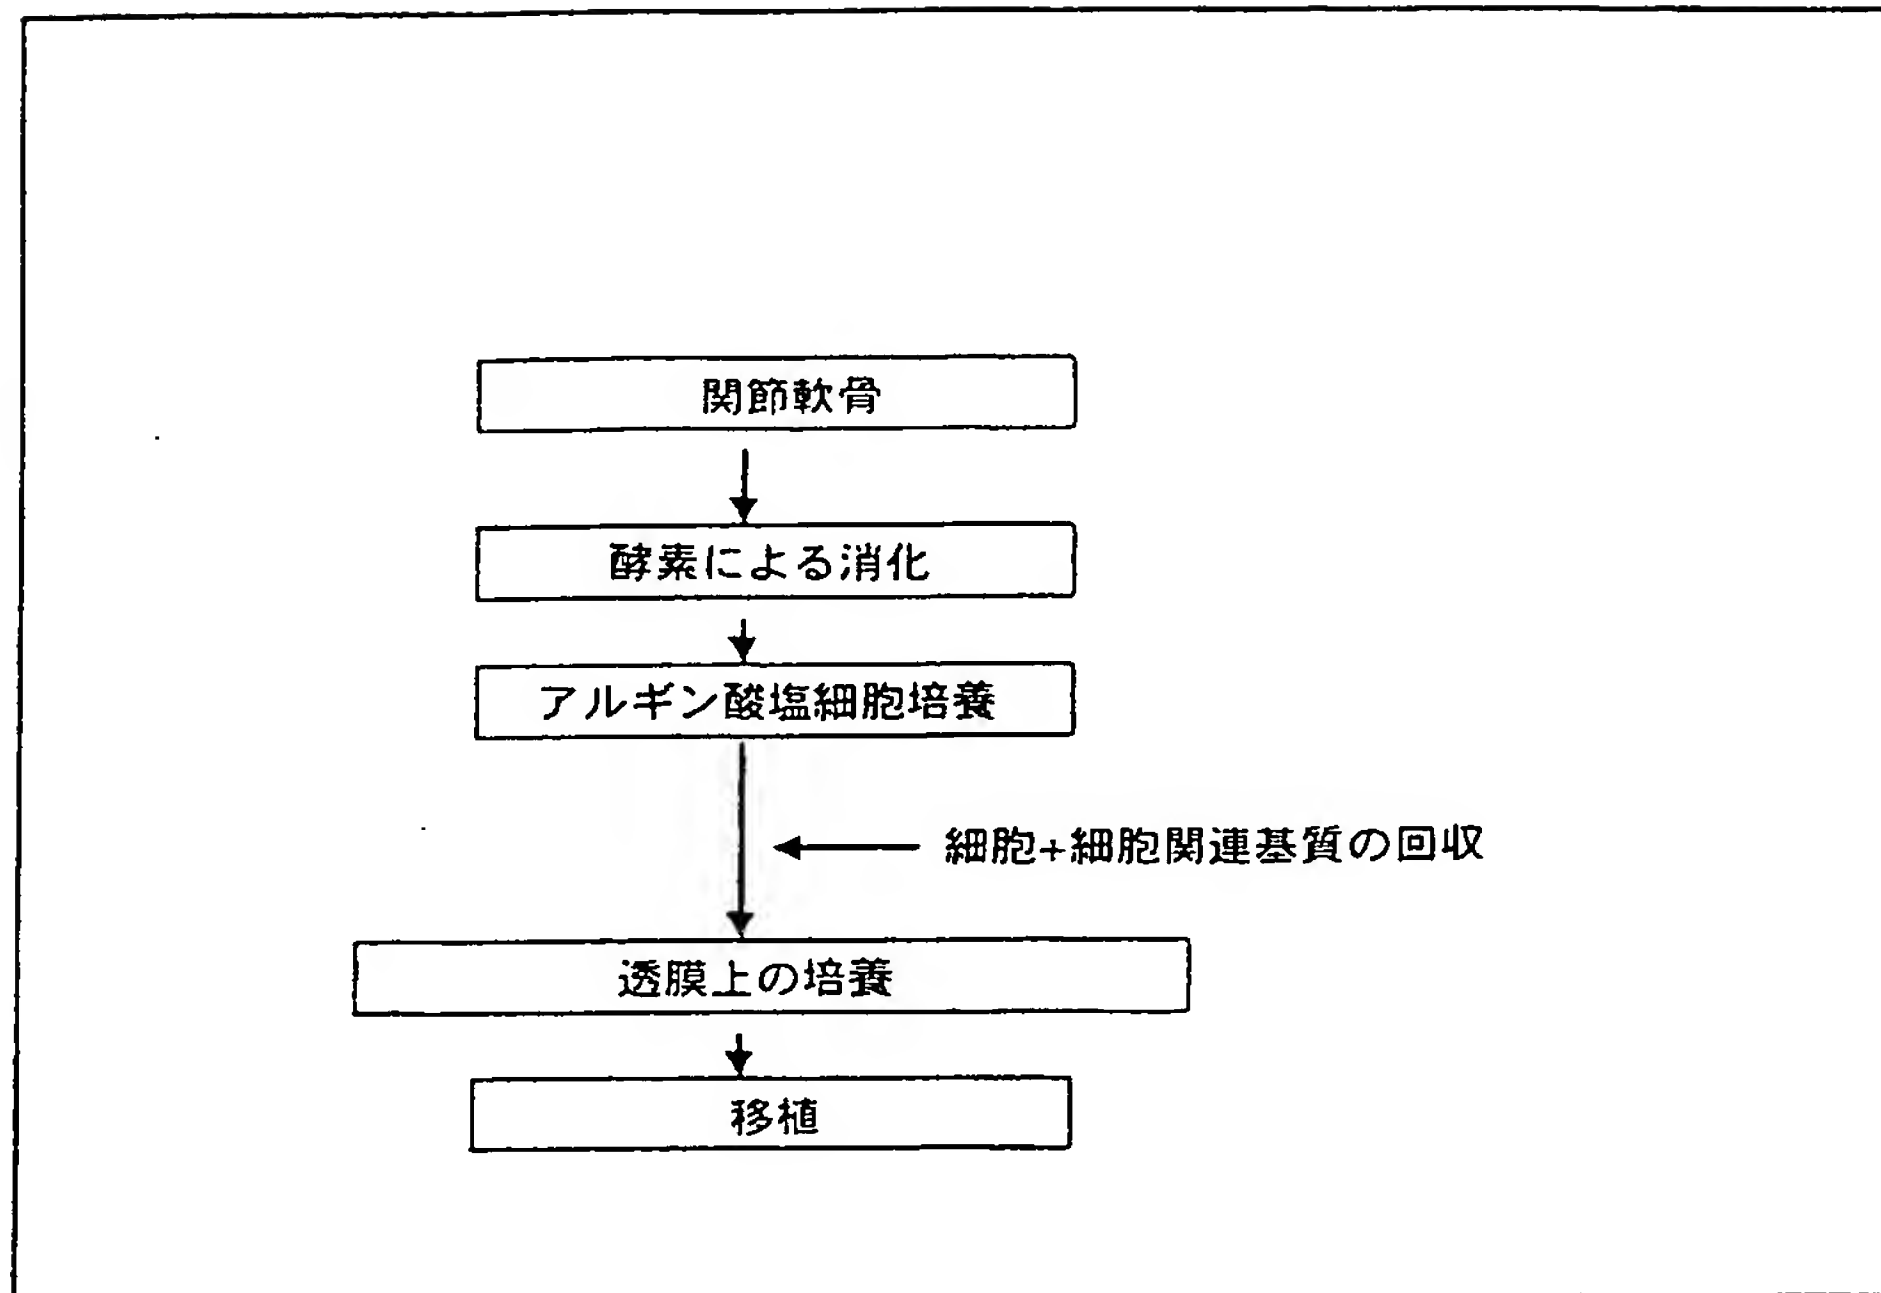 関節軟骨
酵素による消化
アルギン酸塩細胞培養
細胞+細胞関連基質の回収
透膜上の培養
移植